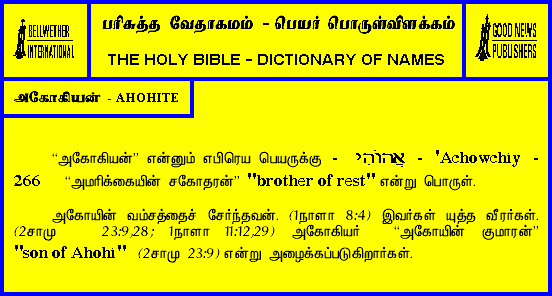 BELLWETHER
INTERNATIONAL
பரிசுத்த வேதாகமம் - பெயர் பொருள்விளக்கம்
THE HOLY BIBLE - DICTIONARY OF NAMES
GOOD NEWS
PUBLISHERS
அகோகியன் - AHOHITE
“அகோகியன்” என்னும் எபிரெய பெயருக்கு - אֲחוֹחִי - 'Achowchiy -
266 “அமரிக்கையின் சகோதரன்” "brother of rest" என்று பொருள்.
அகோயின் வம்சத்தைச் சேர்ந்தவன். (1நாளா 8:4) இவர்கள் யுத்த வீரர்கள்.
(2சாமு 23:9,28; 1நாளா 11:12,29) அகோகியர் “அகோயின் குமாரன்”
"son of Ahohi" (2சாமு 23:9) என்று அழைக்கப்படுகிறார்கள்.